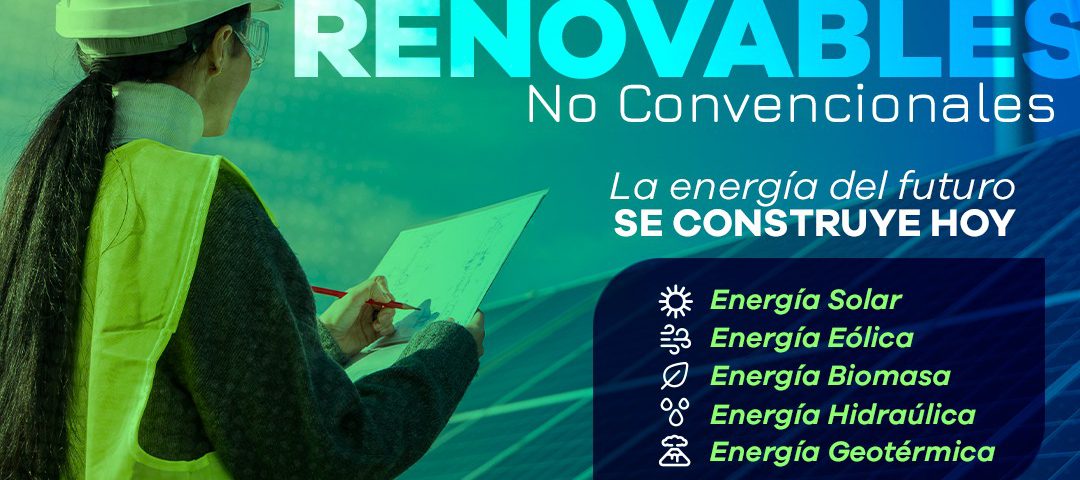 RENOVABLES
No Convencionales
La energía del futuro
SE CONSTRUYE HOY
Energía Solar
Energía Eólica
Energía Biomasa
Energía Hidraúlica
Energía Geotérmica